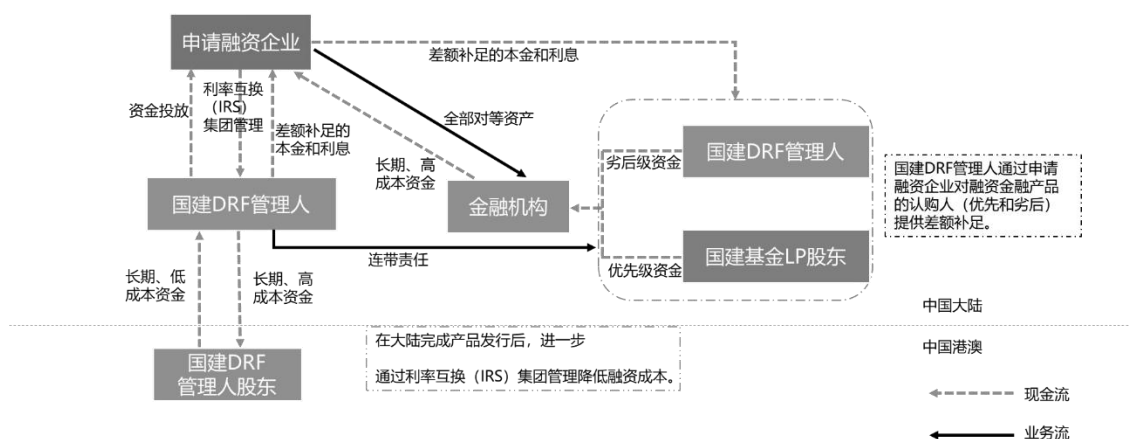 申请融资企业
差额补足的本金和利息
资金投放
利率互换
（IRS）
集团管理
差额补足的
本金和利息
全部对等资产
长期、高
成本资金
国建DRF管理人
金融机构
劣后级资金
国建DRF管理人
国建DRF管理人通过申请
融资企业对融资金融产品
的认购人（优先和劣后）
提供差额补足。
连带责任
优先级资金
国建基金LP股东
长期、低
成本资金
长期、高
成本资金
中国大陆
中国港澳
国建DRF
管理人股东
在大陆完成产品发行后，进一步
通过利率互换（IRS）集团管理降低融资成本。
现金流
业务流